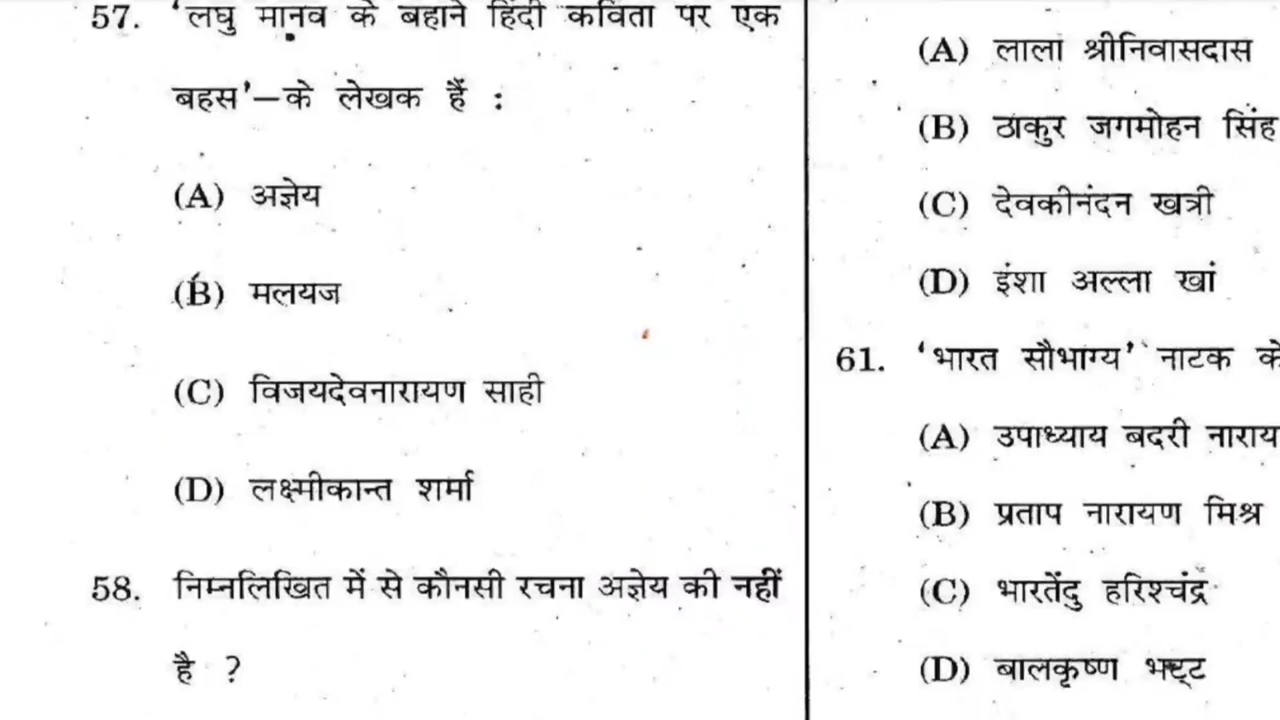 57. ‘लघु मानव के बहाने हिंदी कविता पर एक
बहस’—के लेखक हैं :
(A) अज्ञेय
(B) मलयज
(C) विजयदेवनारायण साही
(D) लक्ष्मीकान्त शर्मा
58. निम्नलिखित में से कौनसी रचना अज्ञेय की नहीं
है ?
(A) लाला श्रीनिवासदास
(B) ठाकुर जगमोहन सिंह
(C) देवकीनंदन खत्री
(D) इंशा अल्ला खां
61. ‘भारत सौभाग्य’ नाटक के
(A) उपाध्याय बदरी नाराय
(B) प्रताप नारायण मिश्र
(C) भारतेंदु हरिश्चंद्र
(D) बालकृष्ण भट्ट